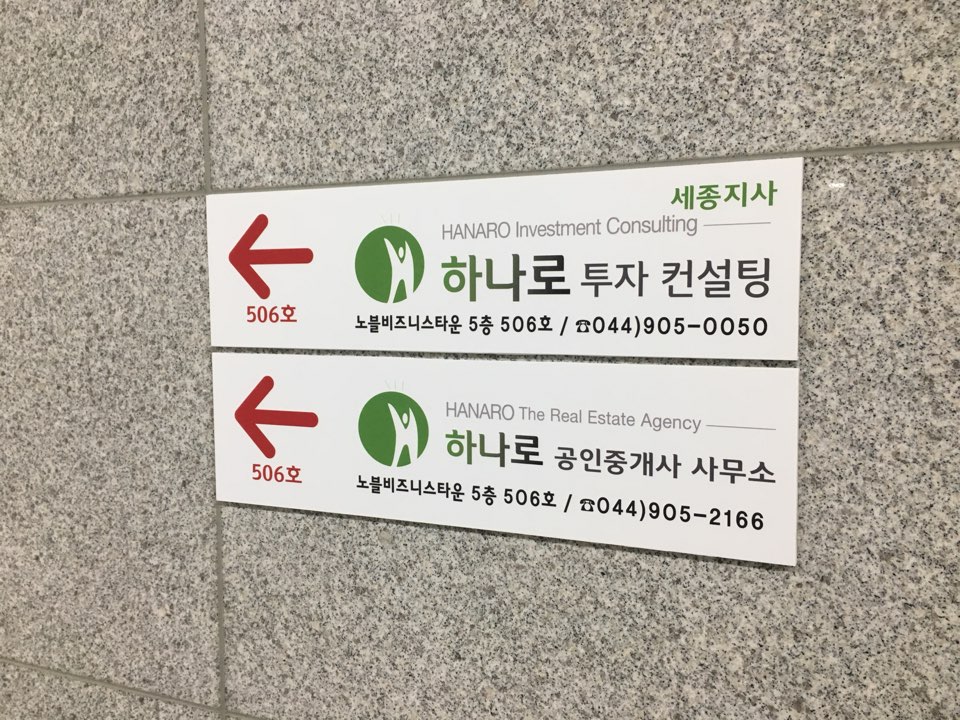 세종지사
HANARO Investment Consulting
하나로 투자 컨설팅
506호
노블비즈니스타운 5층 506호 / ☎044)905-0050
HANARO The Real Estate Agency
하나로 공인중개사 사무소
506호
노블비즈니스타운 5층 506호 / ☎044)905-2166